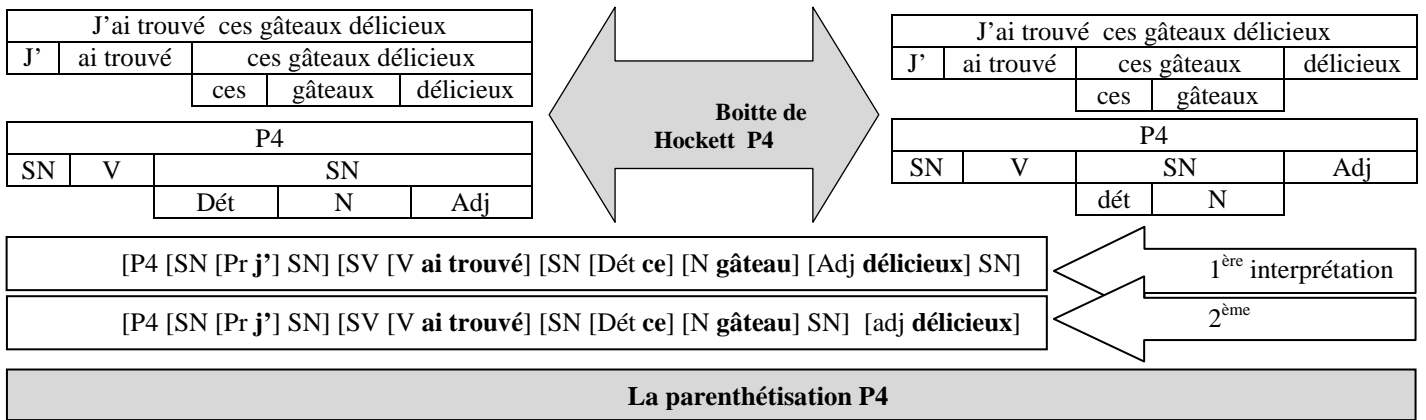 J'ai trouvé ces gâteaux délicieux
J' ai trouvé ces gâteaux délicieux
ces gâteaux délicieux
P4
SN V SN
Dét N Adj
Boitte de
Hockett P4
J'ai trouvé ces gâteaux délicieux
J' ai trouvé ces gâteaux délicieux
ces gâteaux
P4
SN V SN Adj
dét N
[P4 [SN [Pr j'] SN] [SV [V ai trouvé] [SN [Dét ce] [N gâteau] [Adj délicieux] SN]
1ère interprétation
[P4 [SN [Pr j'] SN] [SV [V ai trouvé] [SN [Dét ce] [N gâteau] SN] [adj délicieux]
2ème
La parenthétisation P4